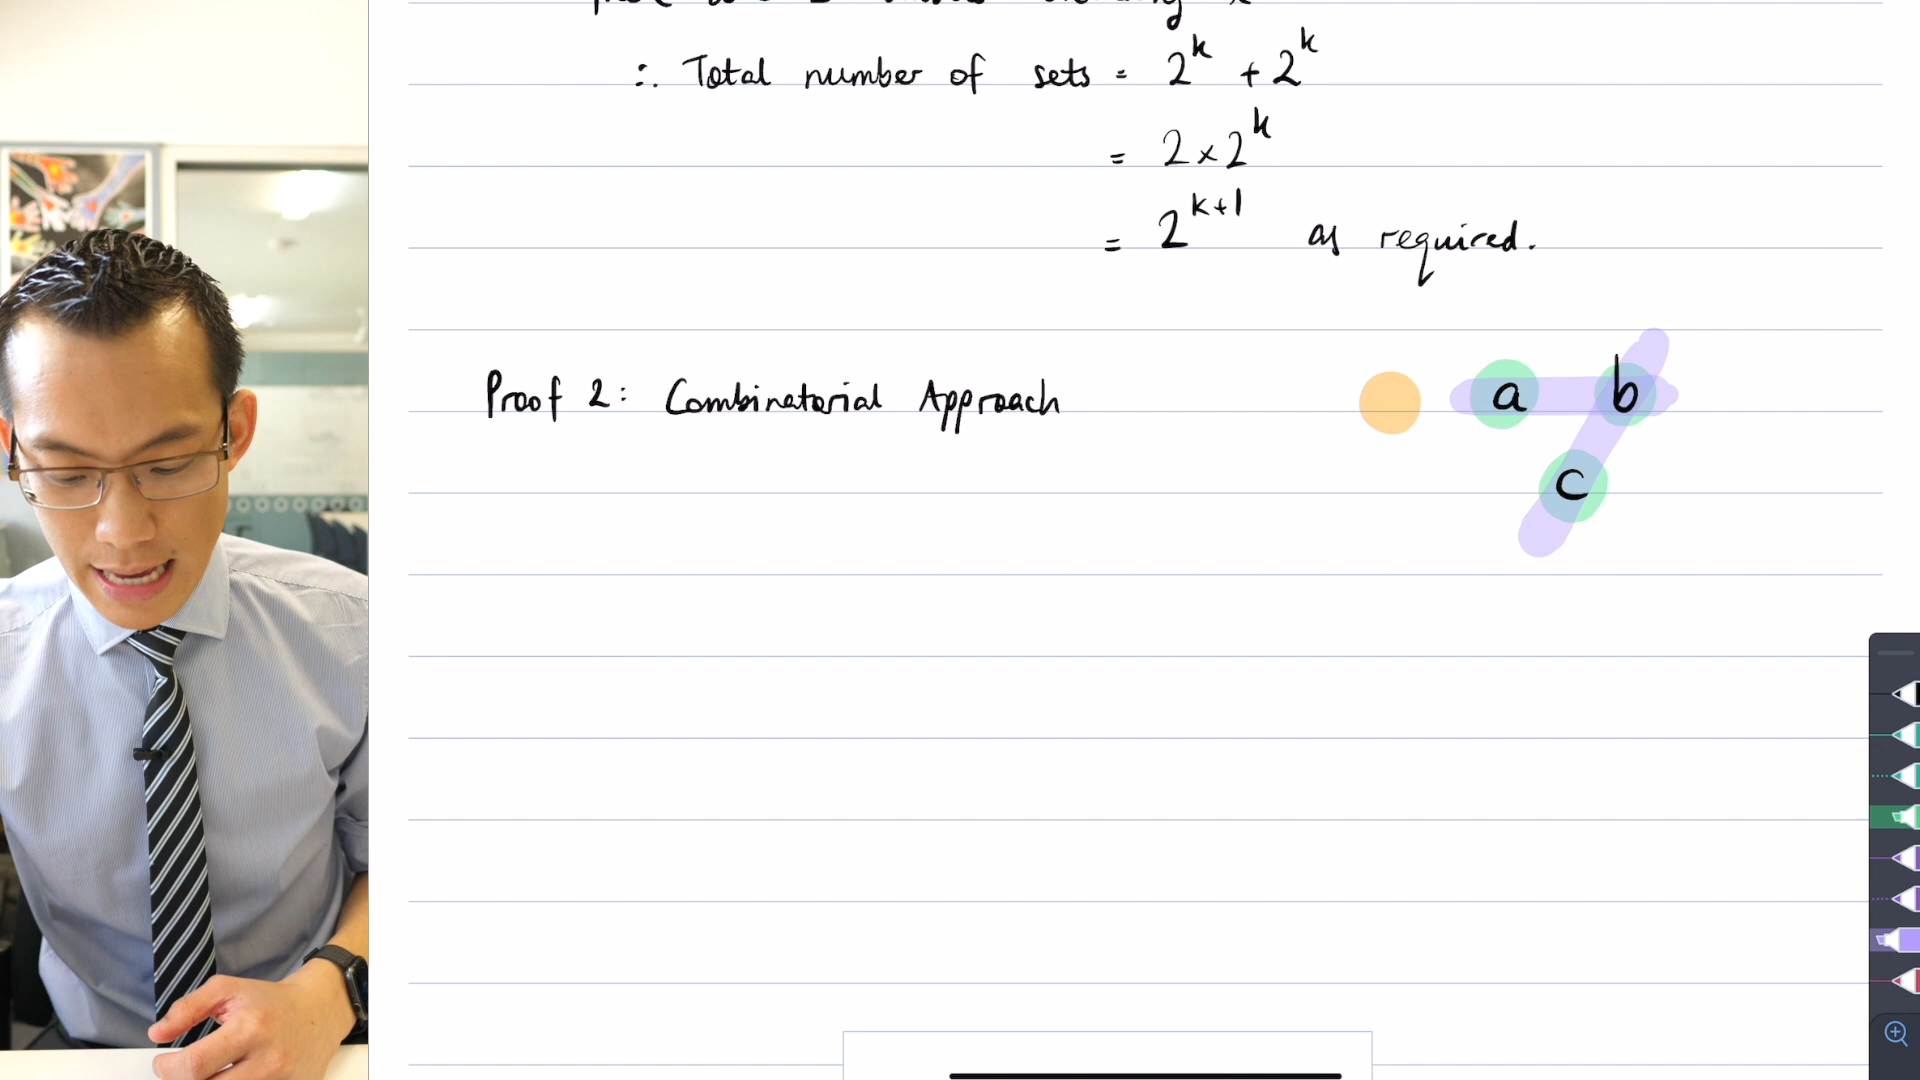 ∴ Total number of sets = 2^k + 2^k
= 2 × 2^k
= 2^{k+1} as required.
Proof 2: Combinatorial Approach
a b
c